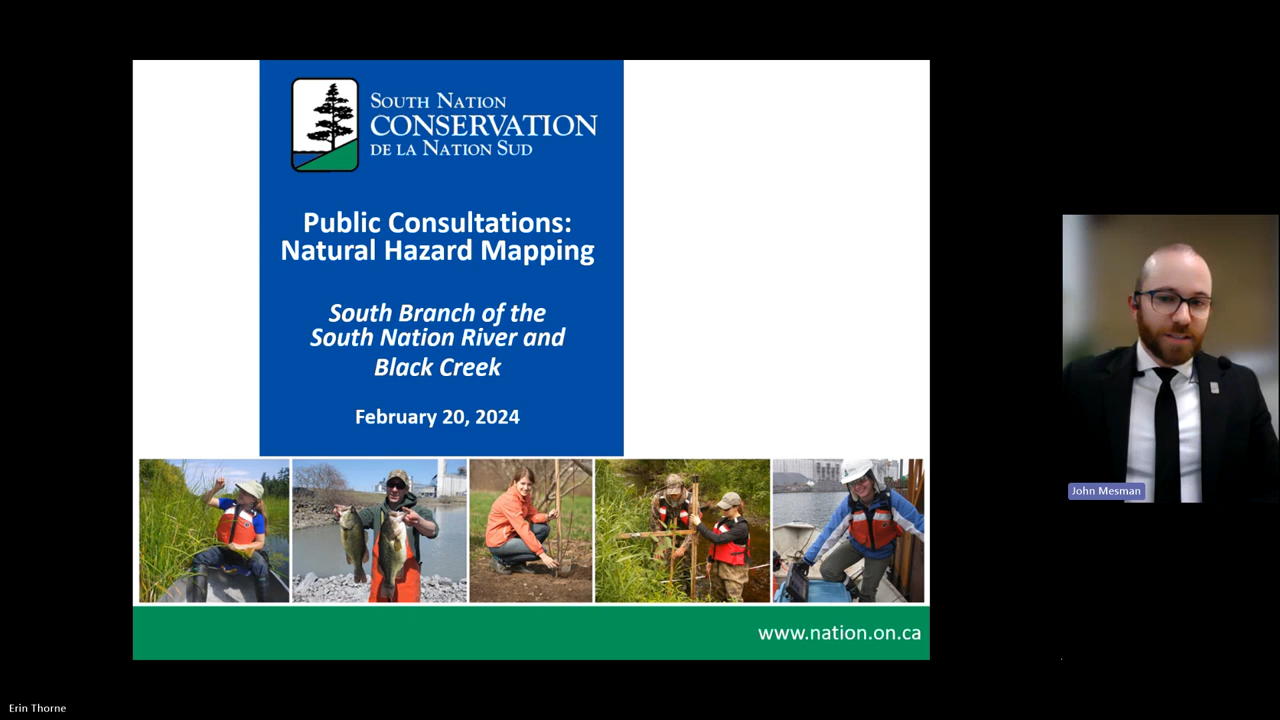 SOUTH NATION
CONSERVATION
DE LA NATION SUD
Public Consultations:
Natural Hazard Mapping
South Branch of the
South Nation River and
Black Creek
February 20, 2024
www.nation.on.ca
John Mesman
Erin Thorne